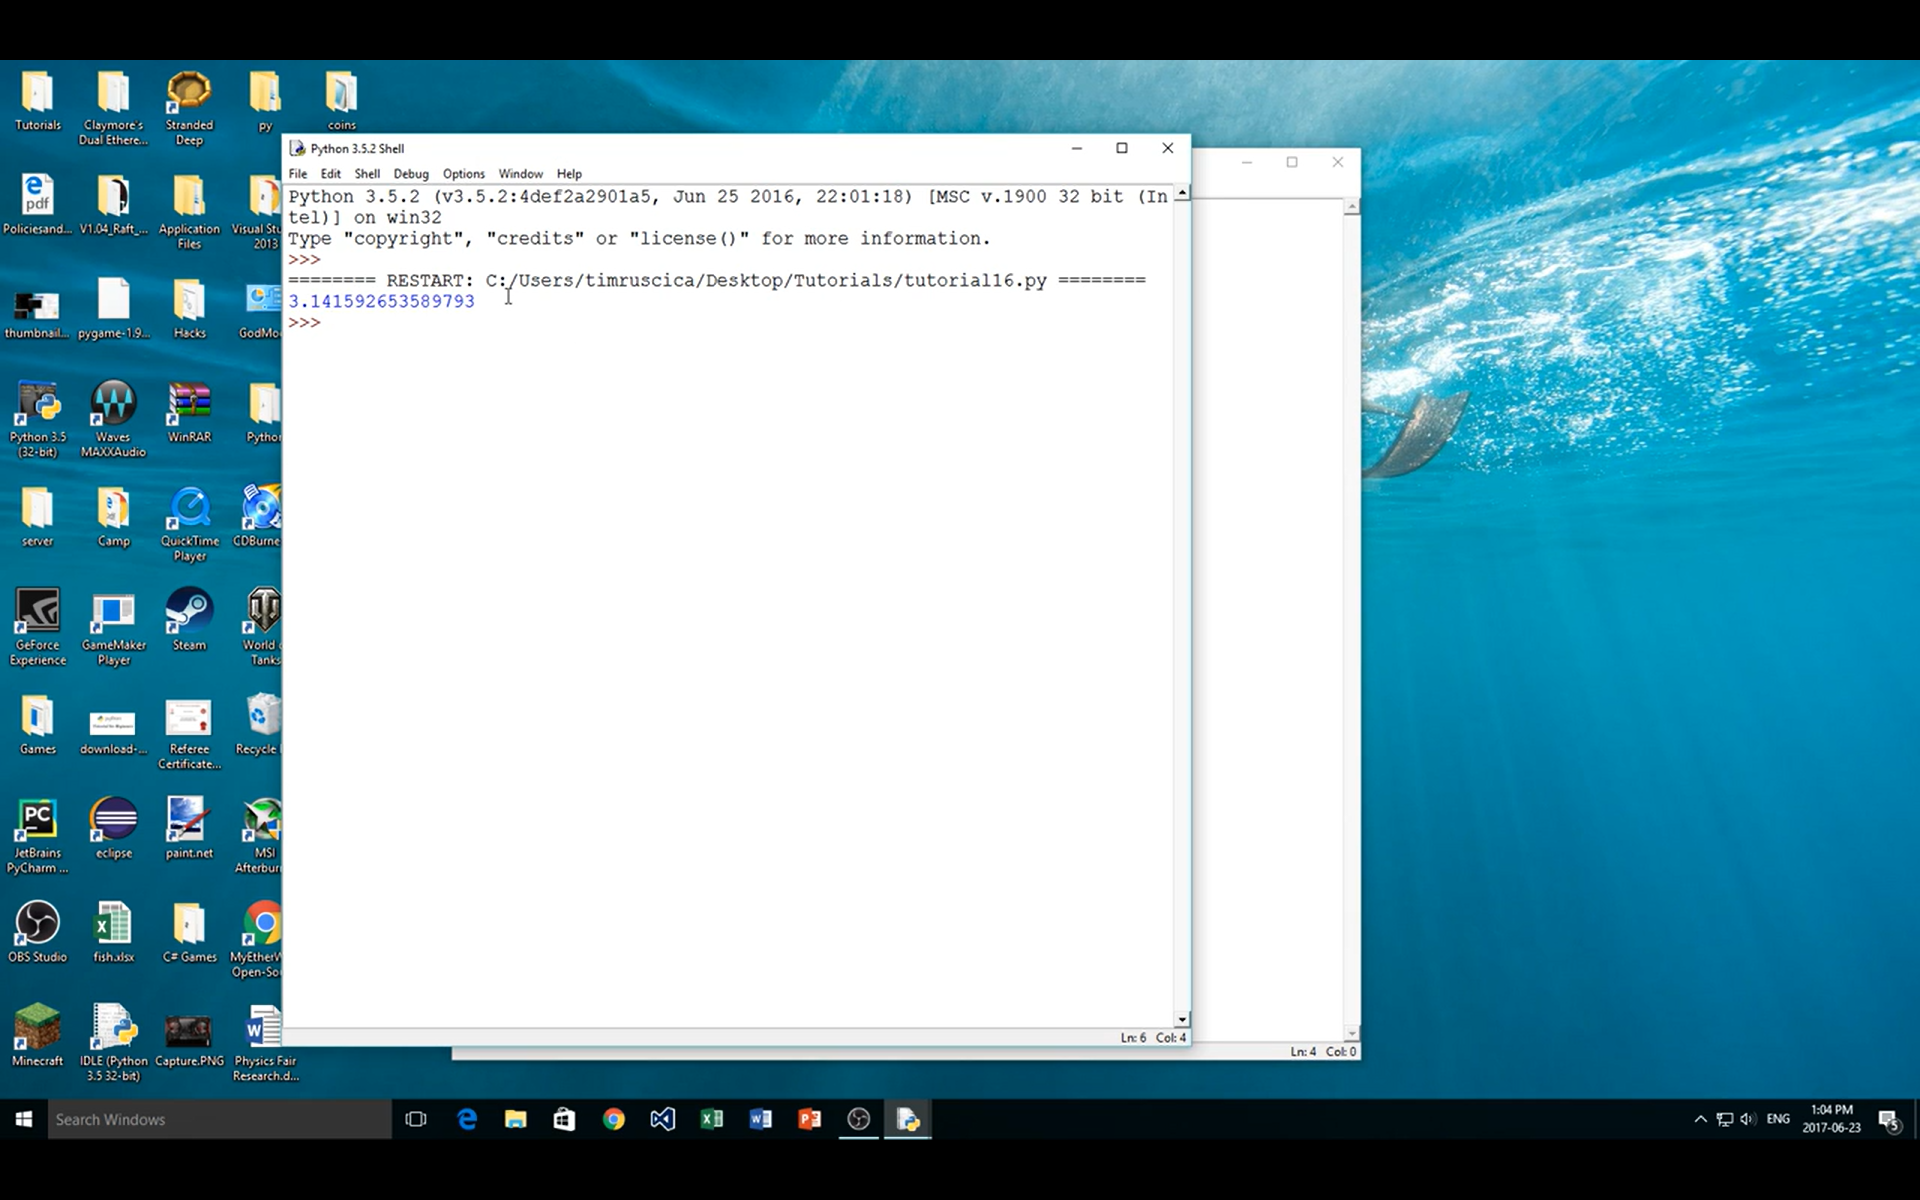 Tutorials
Claymore's
Dual Ethere...
Stranded
Deep
py
coins
Policiesand...
V1.04_Raft_...
Application
Files
Visual Stu
2013
thumbnail...
pygame-1.9...
Hacks
GodMo
Python 3.5
(32-bit)
Waves
MAXXAudio
WinRAR
Python
server
Camp
QuickTime
Player
CDBurne
GeForce
Experience
GameMaker
Player
Steam
World o
Tanks
Games
download-...
Referee
Certificate...
Recycle
JetBrains
PyCharm ...
eclipse
paint.net
MSI
Afterbur
OBS Studio
fish.xlsx
C# Games
MyEtherW
Open-So
Minecraft
IDLE (Python
3.5 32-bit)
Capture.PNG
Physics Fair
Research.d...
Python 3.5.2 Shell
File Edit Shell Debug Options Window Help
Python 3.5.2 (v3.5.2:4def2a2901a5, Jun 25 2016, 22:01:18) [MSC v.1900 32 bit (In
tel)] on win32
Type "copyright", "credits" or "license()" for more information.
>>>
======== RESTART: C:/Users/timruscica/Desktop/Tutorials/tutorial16.py ========
3.141592653589793
>>>
Ln: 6 Col: 4
Ln: 4 Col: 0
Search Windows
ENG
1:04 PM
2017-06-23
5